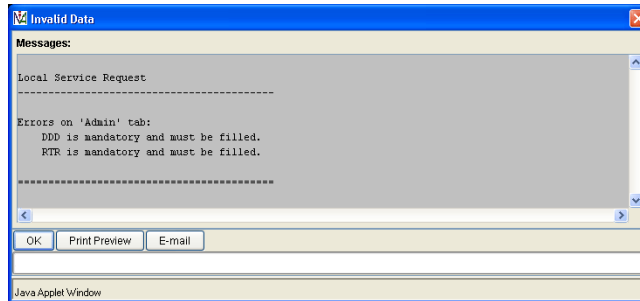 Invalid Data
Messages:
Local Service Request
------------------------------------------
Errors on 'Admin' tab:
DDD is mandatory and must be filled.
RTR is mandatory and must be filled.
==========================================
OK Print Preview E-mail
Java Applet Window